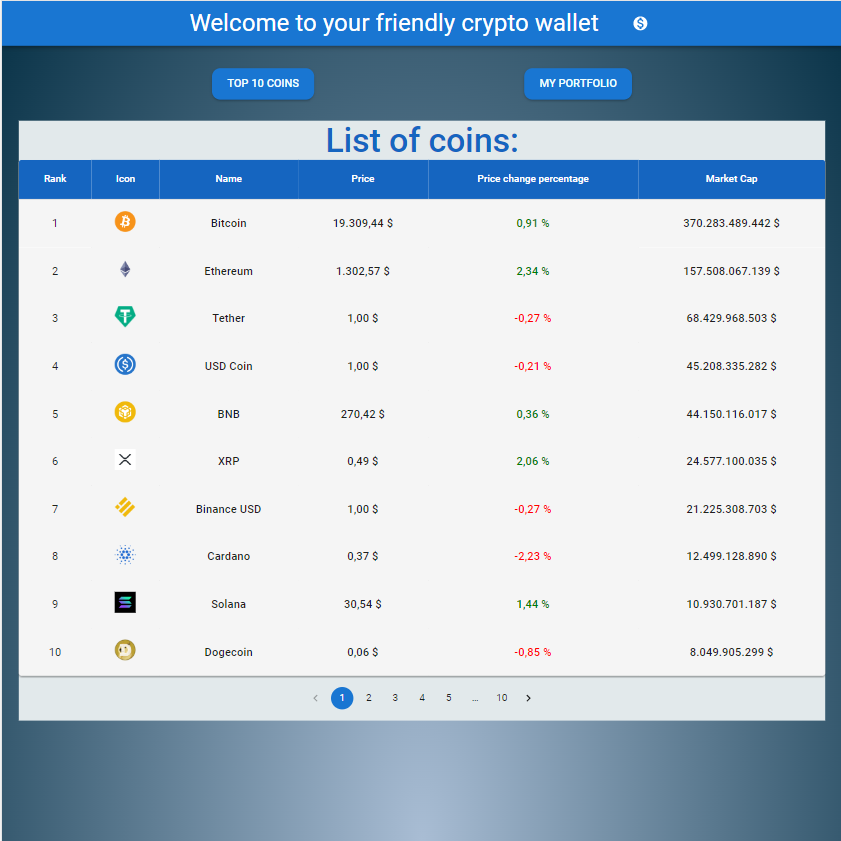 Welcome to your friendly crypto wallet
TOP 10 COINS MY PORTFOLIO
List of coins:
Rank Icon Name Price Price change percentage Market Cap
1 Bitcoin 19.309,44 $ 0,91 % 370.283.489.442 $
2 Ethereum 1.302,57 $ 2,34 % 157.508.067.139 $
3 Tether 1,00 $ -0,27 % 68.429.968.503 $
4 USD Coin 1,00 $ -0,21 % 45.208.335.282 $
5 BNB 270,42 $ 0,36 % 44.150.116.017 $
6 XRP 0,49 $ 2,06 % 24.577.100.035 $
7 Binance USD 1,00 $ -0,27 % 21.225.308.703 $
8 Cardano 0,37 $ -2,23 % 12.499.128.890 $
9 Solana 30,54 $ 1,44 % 10.930.701.187 $
10 Dogecoin 0,06 $ -0,85 % 8.049.905.299 $
‹ 1 2 3 4 5 … 10 ›